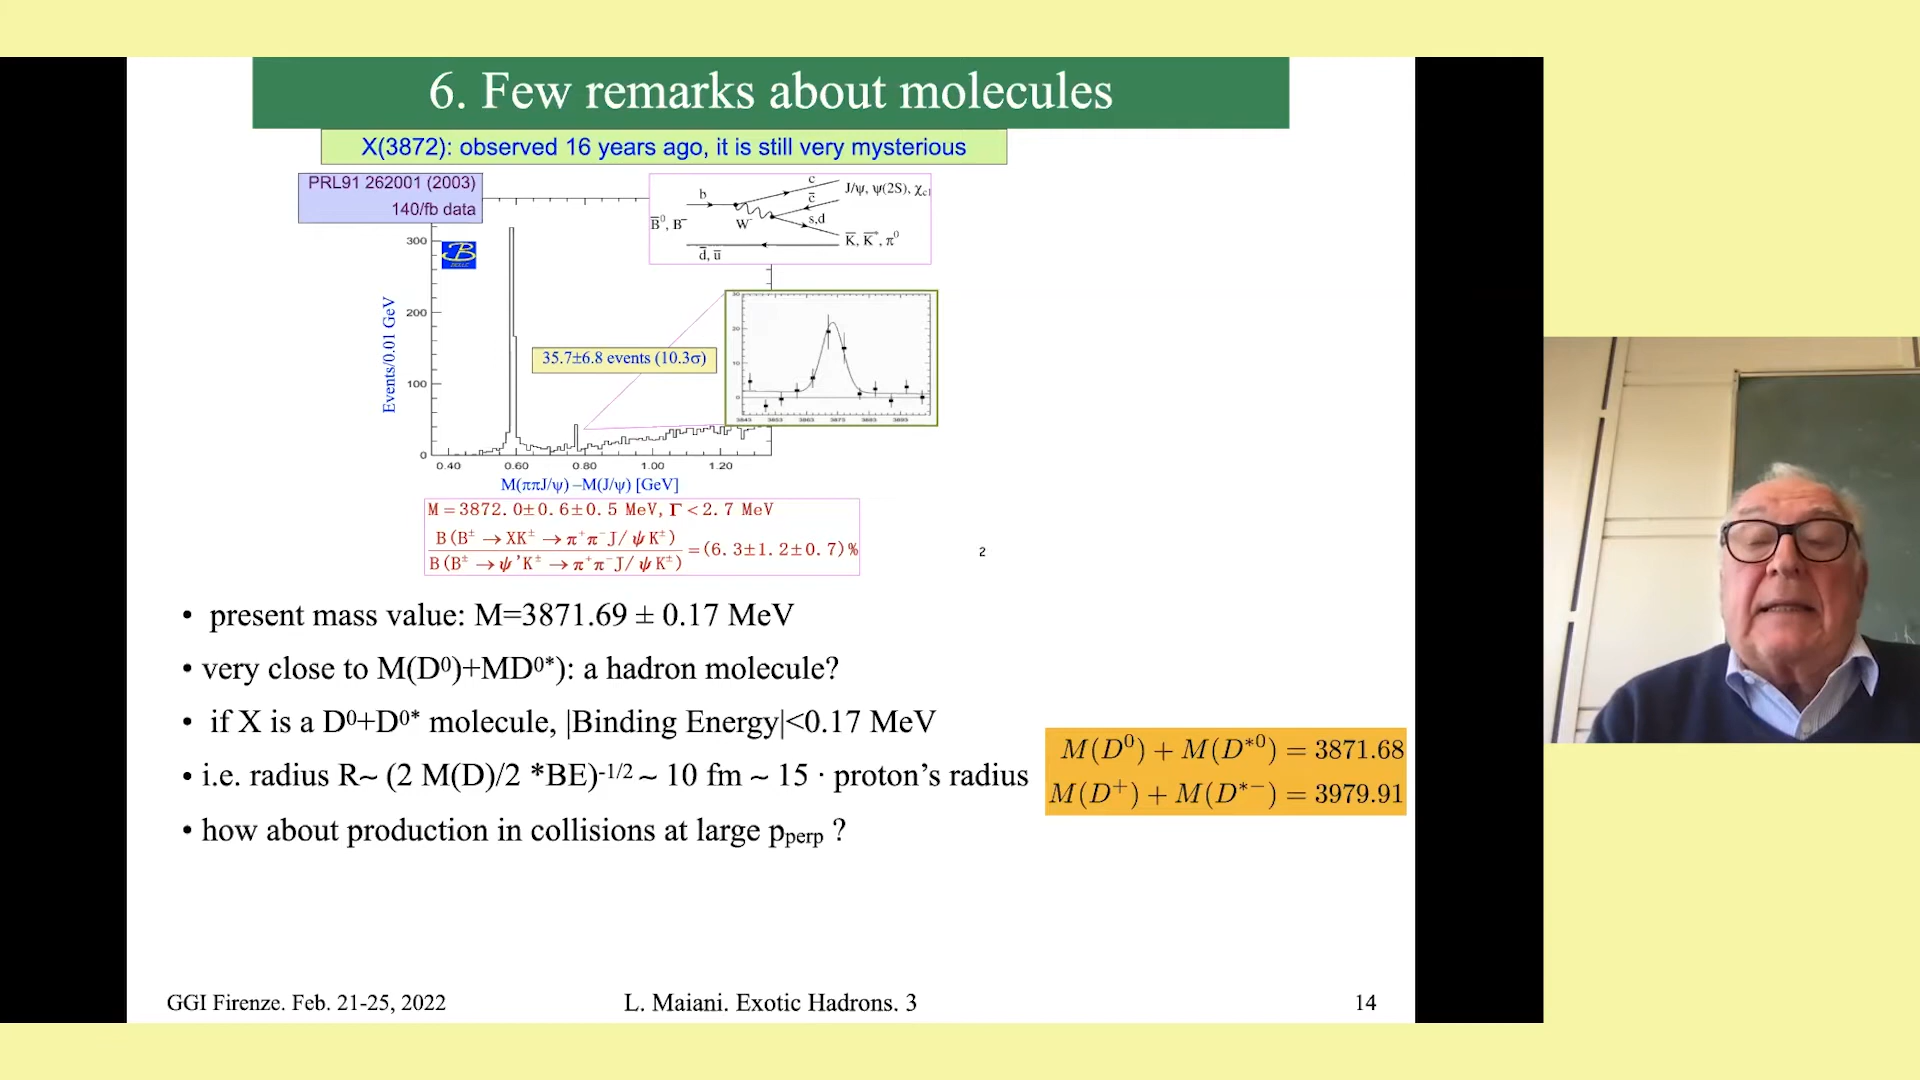 6. Few remarks about molecules
X(3872): observed 16 years ago, it is still very mysterious
PRL91 262001 (2003)
140/fb data
b
c
c̄
J/ψ, ψ(2S), χc1
B̄⁰, B⁻
W⁻
s,d
K̄, K̄*, π⁰
d̄, ū
300
200
100
0
Events/0.01 GeV
35.7±6.8 events (10.3σ)
30
20
10
0
0.40 0.60 0.80 1.00 1.20
M(ππJ/ψ) –M(J/ψ) [GeV]
M=3872.0±0.6±0.5 MeV, Γ<2.7 MeV
B(B± →XK± →π⁺π⁻J/ψK±)
=(6.3±1.2±0.7)%
B(B± →ψ'K± →π⁺π⁻J/ψK±)
2
• present mass value: M=3871.69 ± 0.17 MeV
• very close to M(D⁰)+MD⁰*): a hadron molecule?
• if X is a D⁰+D⁰* molecule, |Binding Energy|<0.17 MeV
• i.e. radius R~ (2 M(D)/2 *BE)⁻¹/² ~ 10 fm ~ 15 · proton’s radius
• how about production in collisions at large pperp ?
M(D⁰) + M(D*⁰) = 3871.68
M(D⁺) + M(D*⁻) = 3979.91
GGI Firenze. Feb. 21-25, 2022
L. Maiani. Exotic Hadrons. 3
14